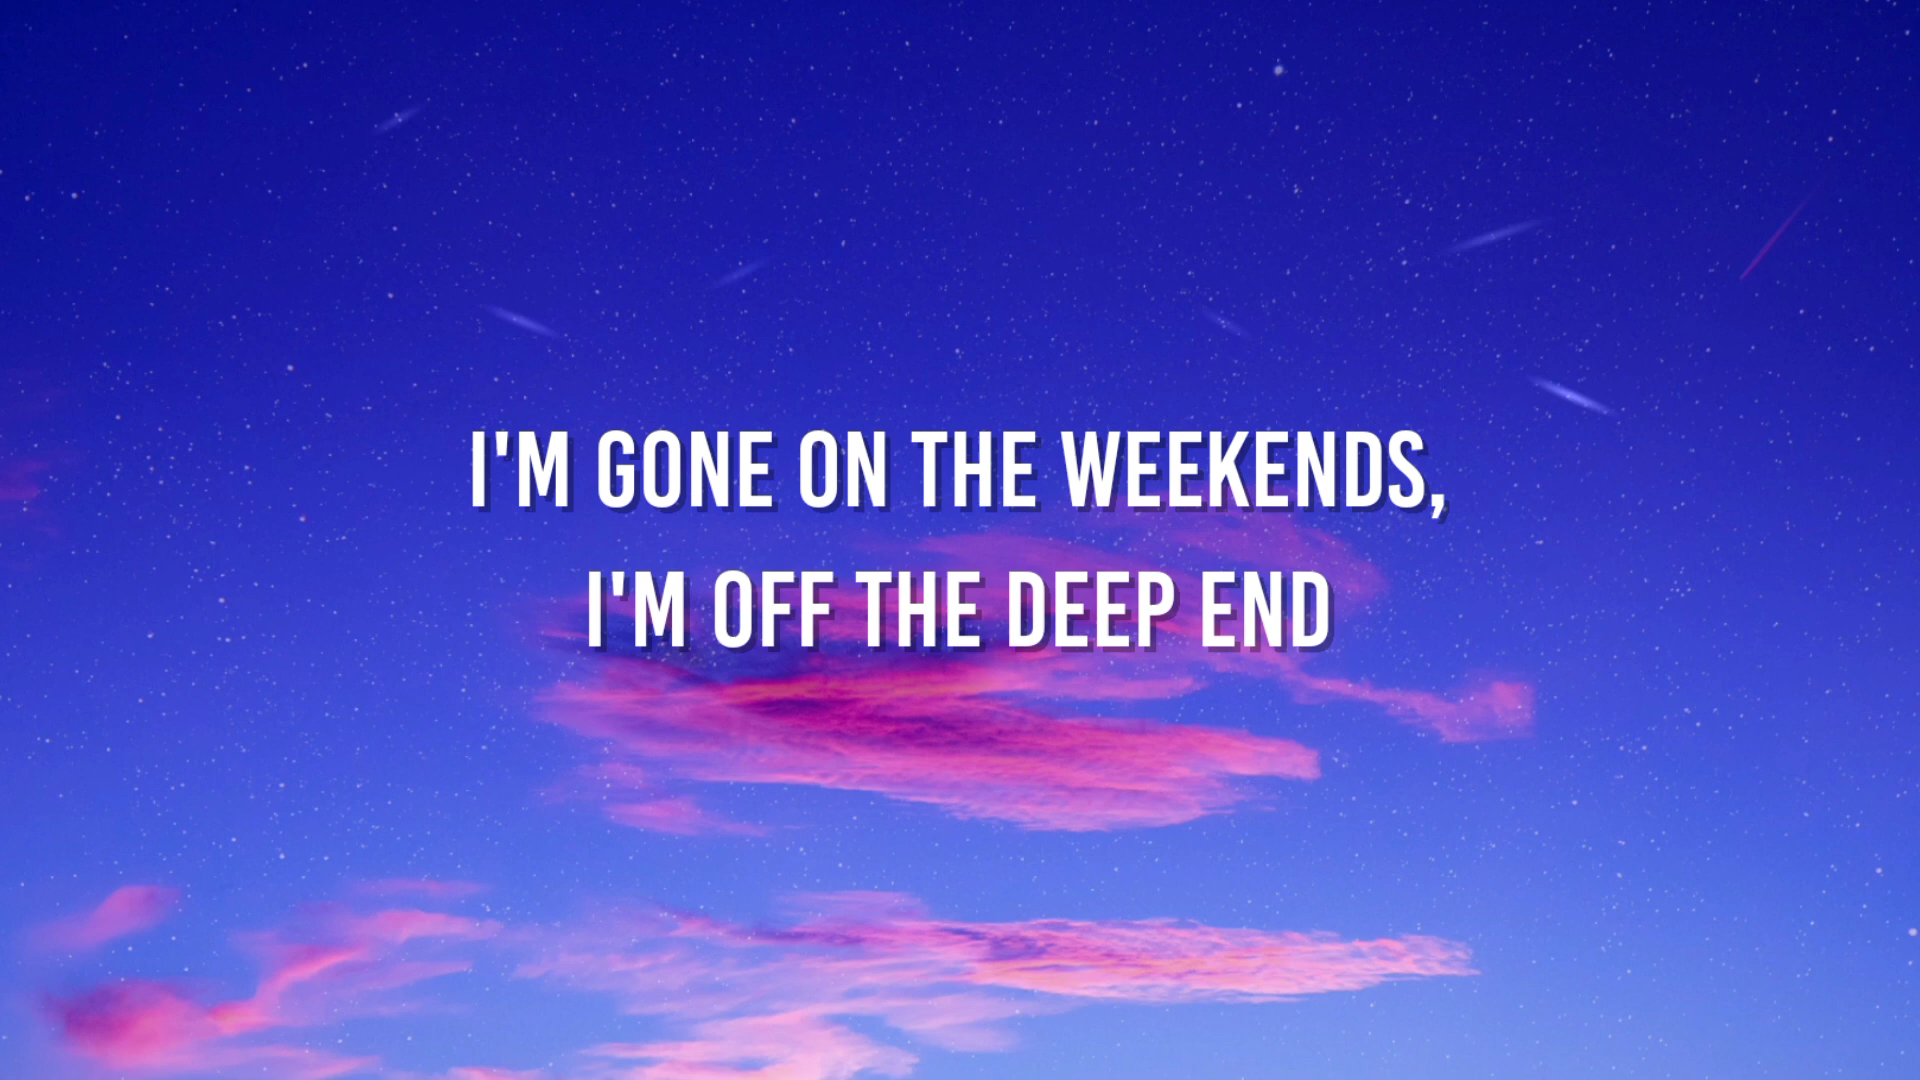 I'M GONE ON THE WEEKENDS,
I'M OFF THE DEEP END